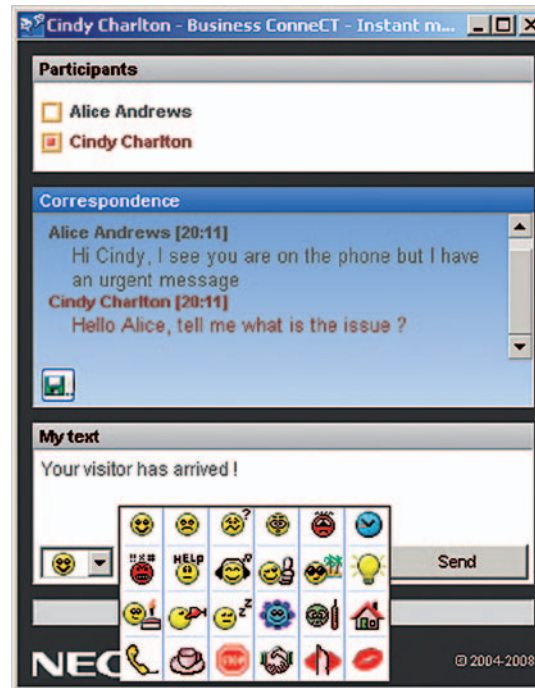 Cindy Charlton - Business ConneCT - Instant m...
Participants
Alice Andrews
Cindy Charlton
Correspondence
Alice Andrews [20:11]
Hi Cindy, I see you are on the phone but I have
an urgent message
Cindy Charlton [20:11]
Hello Alice, tell me what is the issue ?
My text
Your visitor has arrived !
?
!!×#
HELP
Send
z z z
STOP
NEC
© 2004-2008